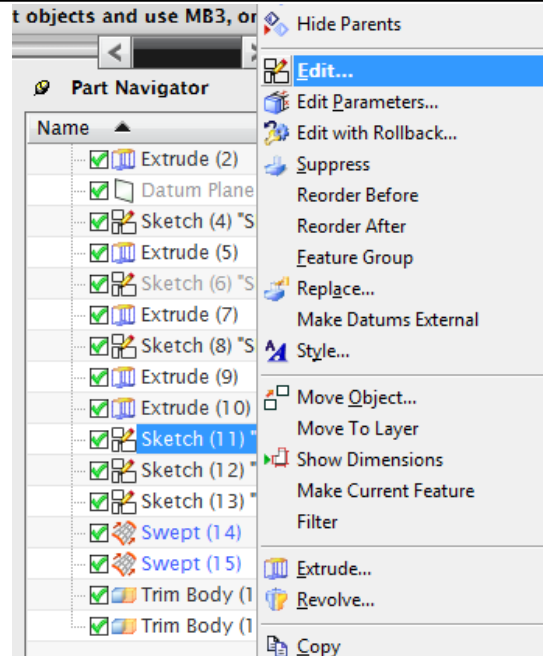 t objects and use MB3, or
Part Navigator
Name
Extrude (2)
Datum Plane
Sketch (4) "S
Extrude (5)
Sketch (6) "S
Extrude (7)
Sketch (8) "S
Extrude (9)
Extrude (10)
Sketch (11) "
Sketch (12) "
Sketch (13) "
Swept (14)
Swept (15)
Trim Body (1
Trim Body (1
Hide Parents
Edit...
Edit Parameters...
Edit with Rollback...
Suppress
Reorder Before
Reorder After
Feature Group
Replace...
Make Datums External
Style...
Move Object...
Move To Layer
Show Dimensions
Make Current Feature
Filter
Extrude...
Revolve...
Copy